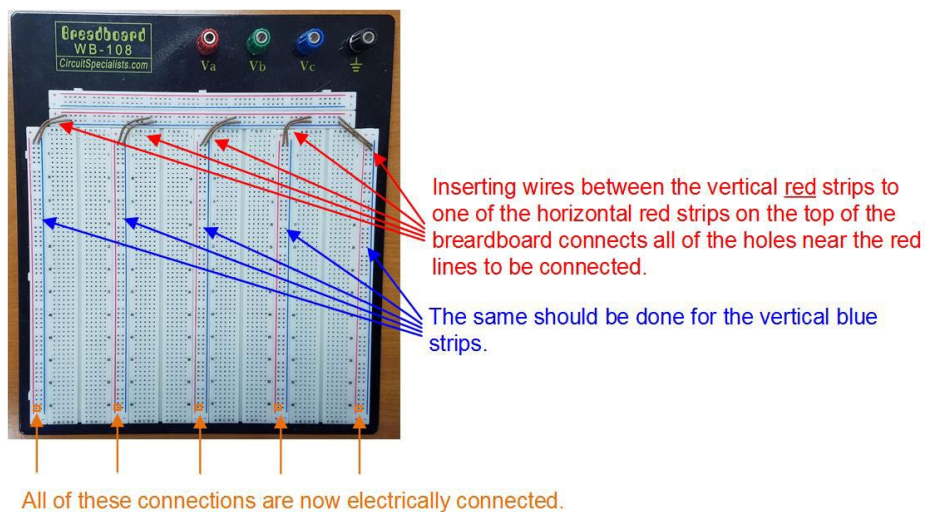 Breadboard
WB-108
CircuitSpecialists.com
Va
Vb
Vc
Inserting wires between the vertical red strips to
one of the horizontal red strips on the top of the
breardboard connects all of the holes near the red
lines to be connected.
The same should be done for the vertical blue
strips.
All of these connections are now electrically connected.